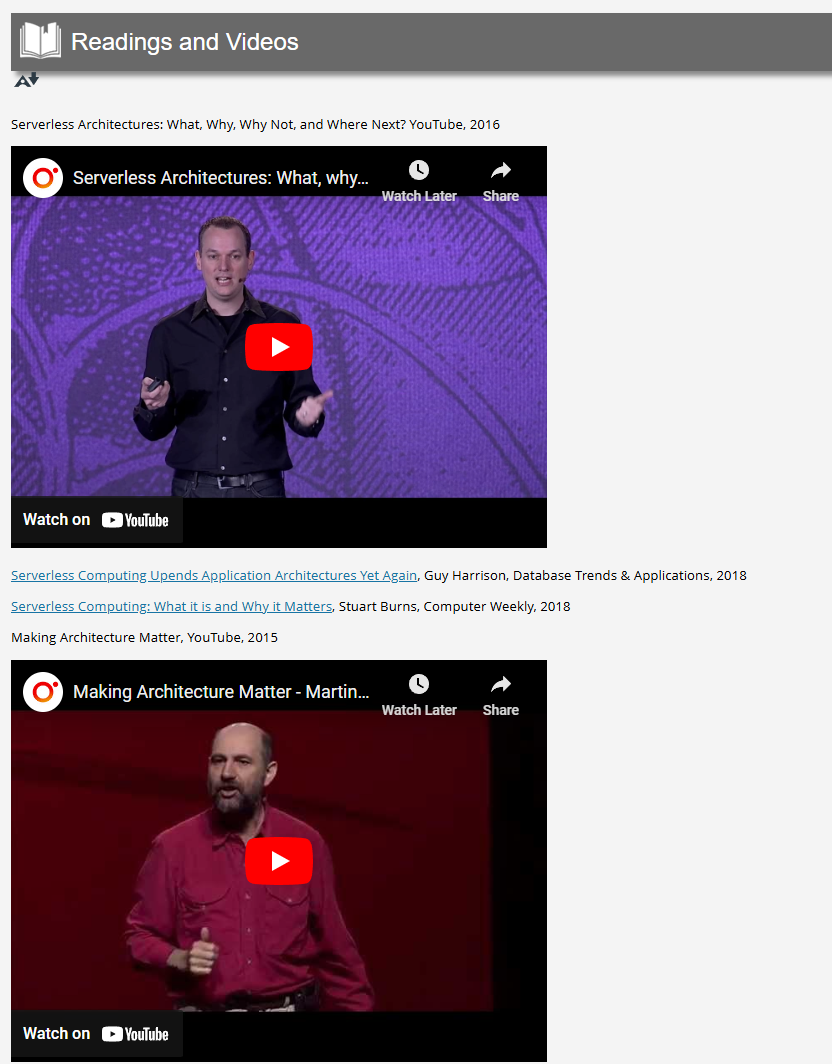 Readings and Videos
A
Serverless Architectures: What, Why, Why Not, and Where Next? YouTube, 2016
Serverless Architectures: What, why...
Watch Later
Share
Watch on YouTube
Serverless Computing Upends Application Architectures Yet Again, Guy Harrison, Database Trends & Applications, 2018
Serverless Computing: What it is and Why it Matters, Stuart Burns, Computer Weekly, 2018
Making Architecture Matter, YouTube, 2015
Making Architecture Matter - Martin...
Watch Later
Share
Watch on YouTube